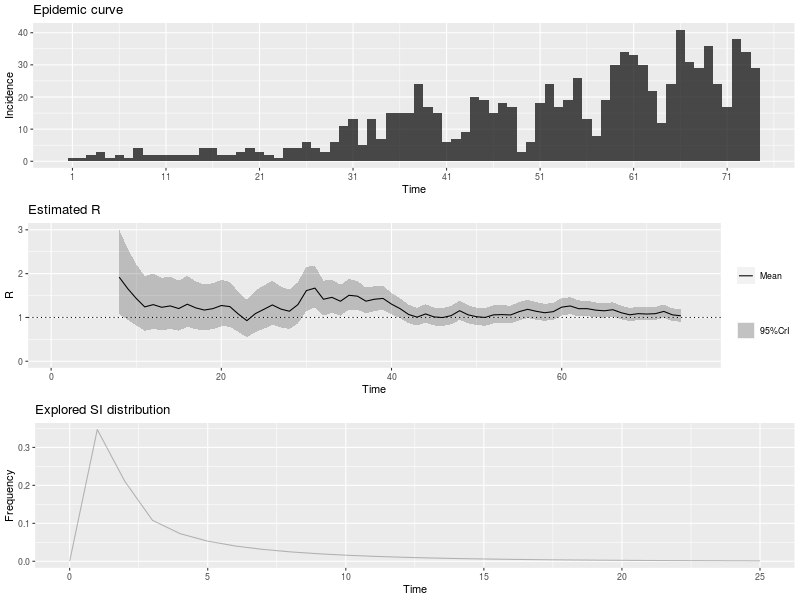 Epidemic curve
40
30
20
10
0
Incidence
1 11 21 31 41 51 61 71
Time
Estimated R
3
2
1
0
R
0 20 40 60
Time
Mean
95%CrI
Explored SI distribution
0.3
0.2
0.1
0.0
Frequency
0 5 10 15 20 25
Time